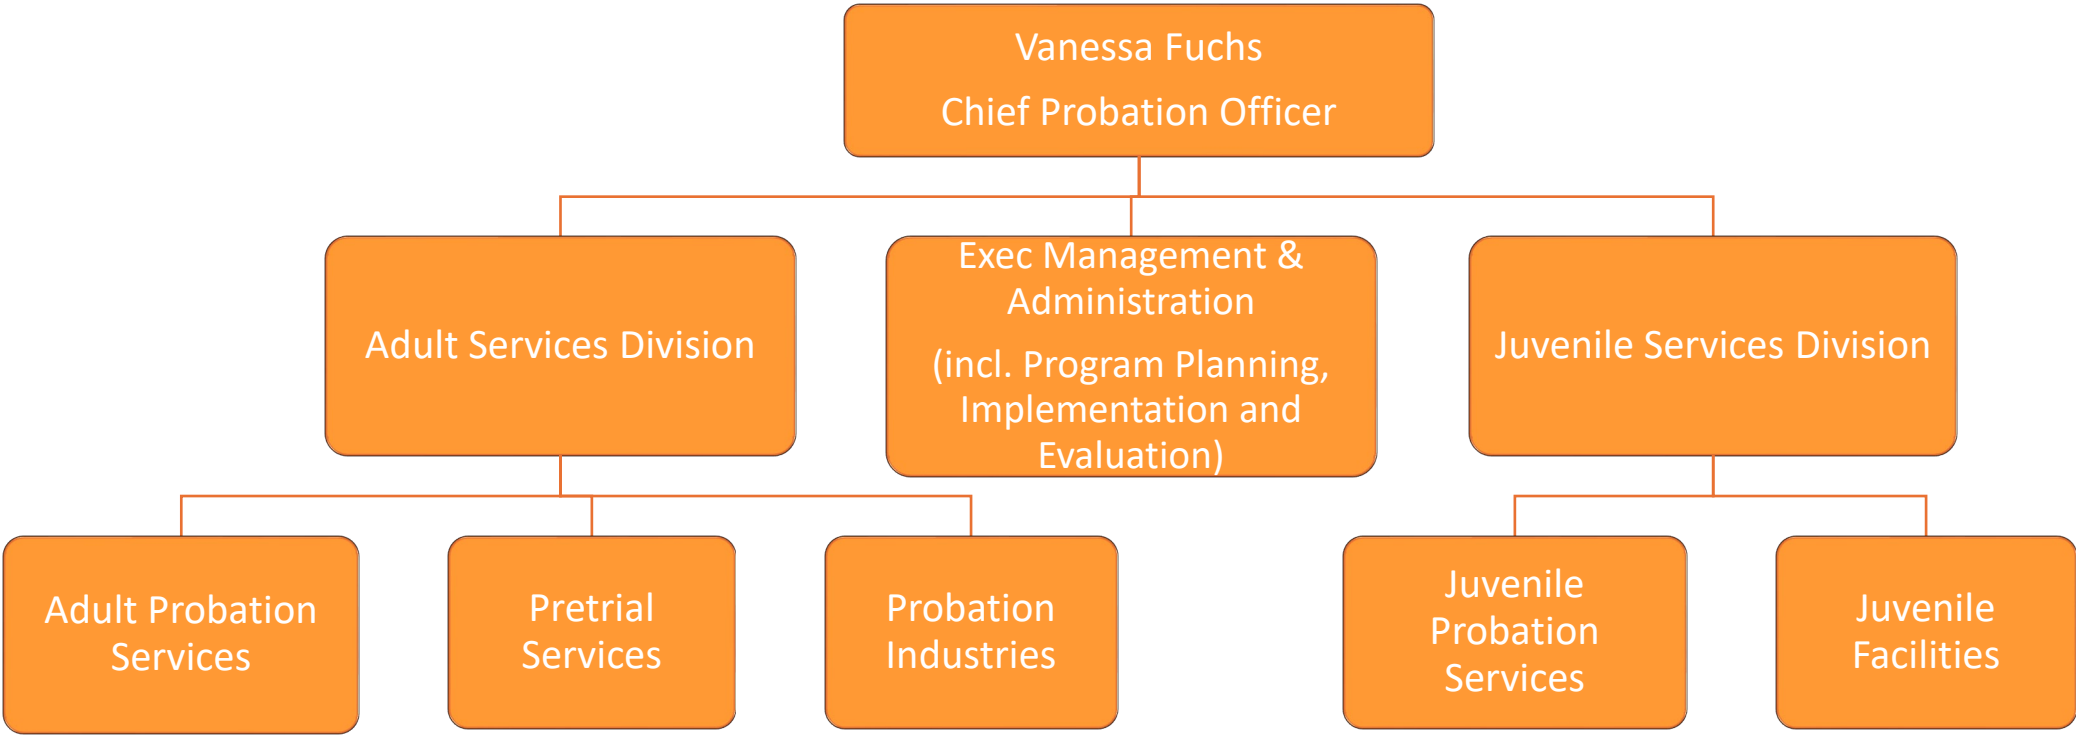 Vanessa Fuchs
Chief Probation Officer
Adult Services Division
Exec Management &
Administration
(incl. Program Planning,
Implementation and
Evaluation)
Juvenile Services Division
Adult Probation
Services
Pretrial
Services
Probation
Industries
Juvenile
Probation
Services
Juvenile
Facilities